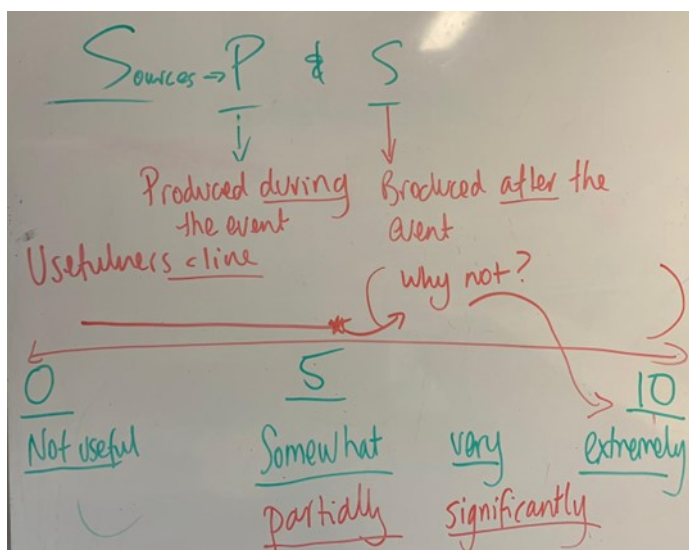 Sources → P & S
Produced during
the event
Broduced after the
event
Usefulness cline
why not?
0
5
10
Not useful
Somewhat
very
extremely
partially
significantly